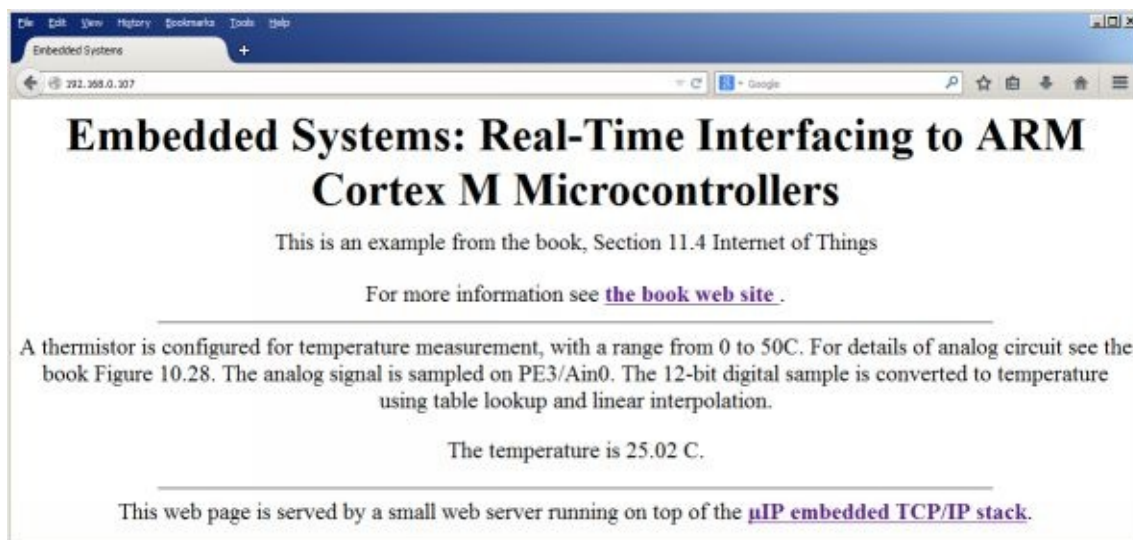 File Edit View History Bookmarks Tools Help
Embedded Systems
192.168.0.107
Google
Embedded Systems: Real-Time Interfacing to ARM
Cortex M Microcontrollers
This is an example from the book, Section 11.4 Internet of Things
For more information see the book web site .
A thermistor is configured for temperature measurement, with a range from 0 to 50C. For details of analog circuit see the
book Figure 10.28. The analog signal is sampled on PE3/Ain0. The 12-bit digital sample is converted to temperature
using table lookup and linear interpolation.
The temperature is 25.02 C.
This web page is served by a small web server running on top of the μIP embedded TCP/IP stack.